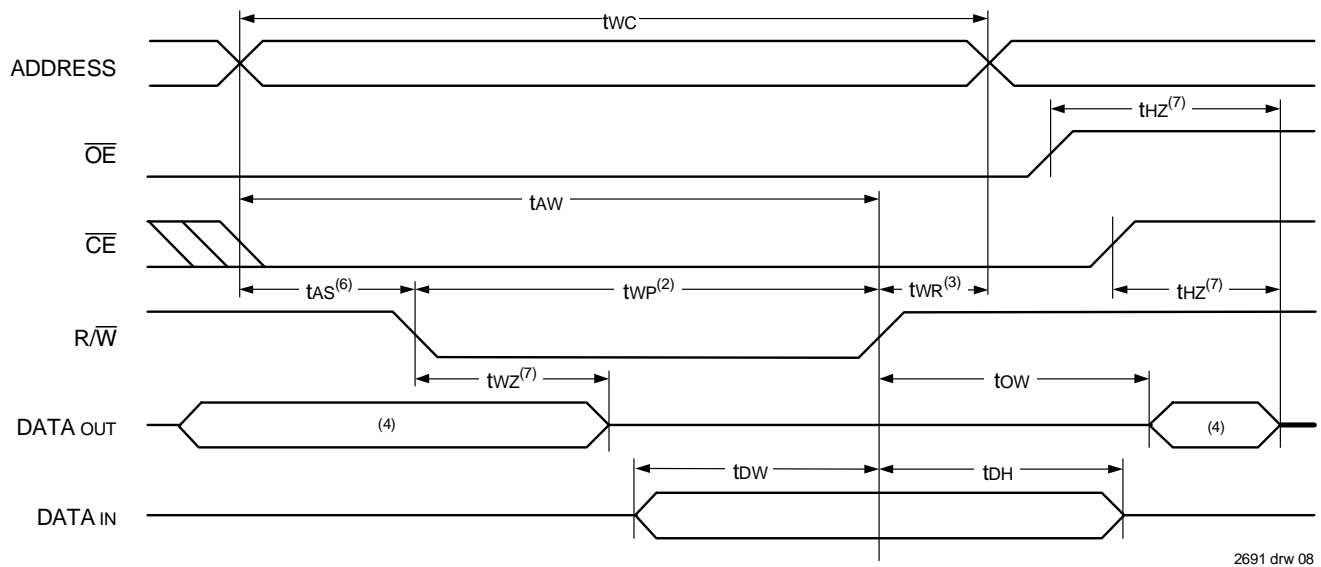 tWC
ADDRESS
tHZ(7)
OE
tAW
CE
tAS(6) tWP(2) tWR(3) tHZ(7)
R/W
tWZ(7) tOW
DATA OUT (4) (4)
tDW tDH
DATA IN
2691 drw 08